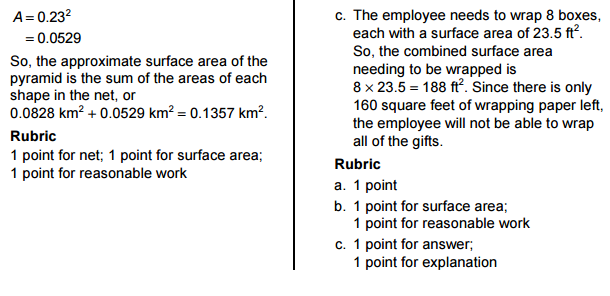 A = 0.23²
= 0.0529
So, the approximate surface area of the
pyramid is the sum of the areas of each
shape in the net, or
0.0828 km² + 0.0529 km² = 0.1357 km².
Rubric
1 point for net; 1 point for surface area;
1 point for reasonable work
c. The employee needs to wrap 8 boxes,
each with a surface area of 23.5 ft².
So, the combined surface area
needing to be wrapped is
8 × 23.5 = 188 ft². Since there is only
160 square feet of wrapping paper left,
the employee will not be able to wrap
all of the gifts.
Rubric
a. 1 point
b. 1 point for surface area;
1 point for reasonable work
c. 1 point for answer;
1 point for explanation